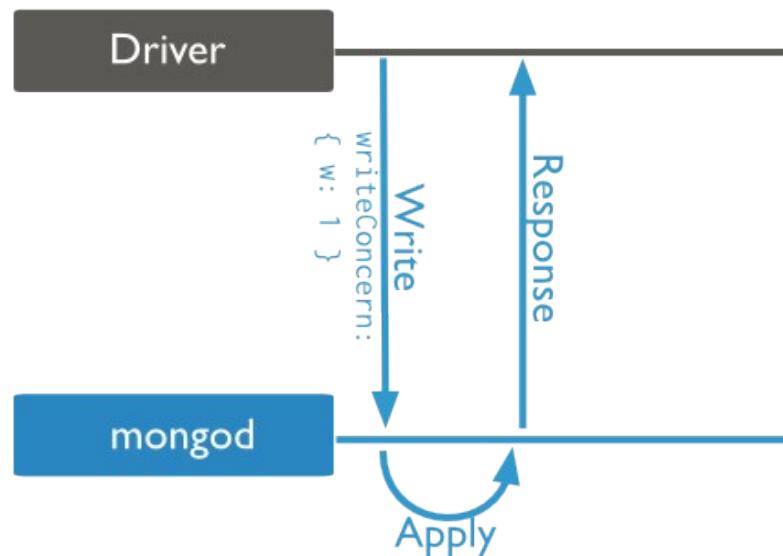 Driver
writeConcern:
{ w: 1 }
Write
Response
mongod
Apply